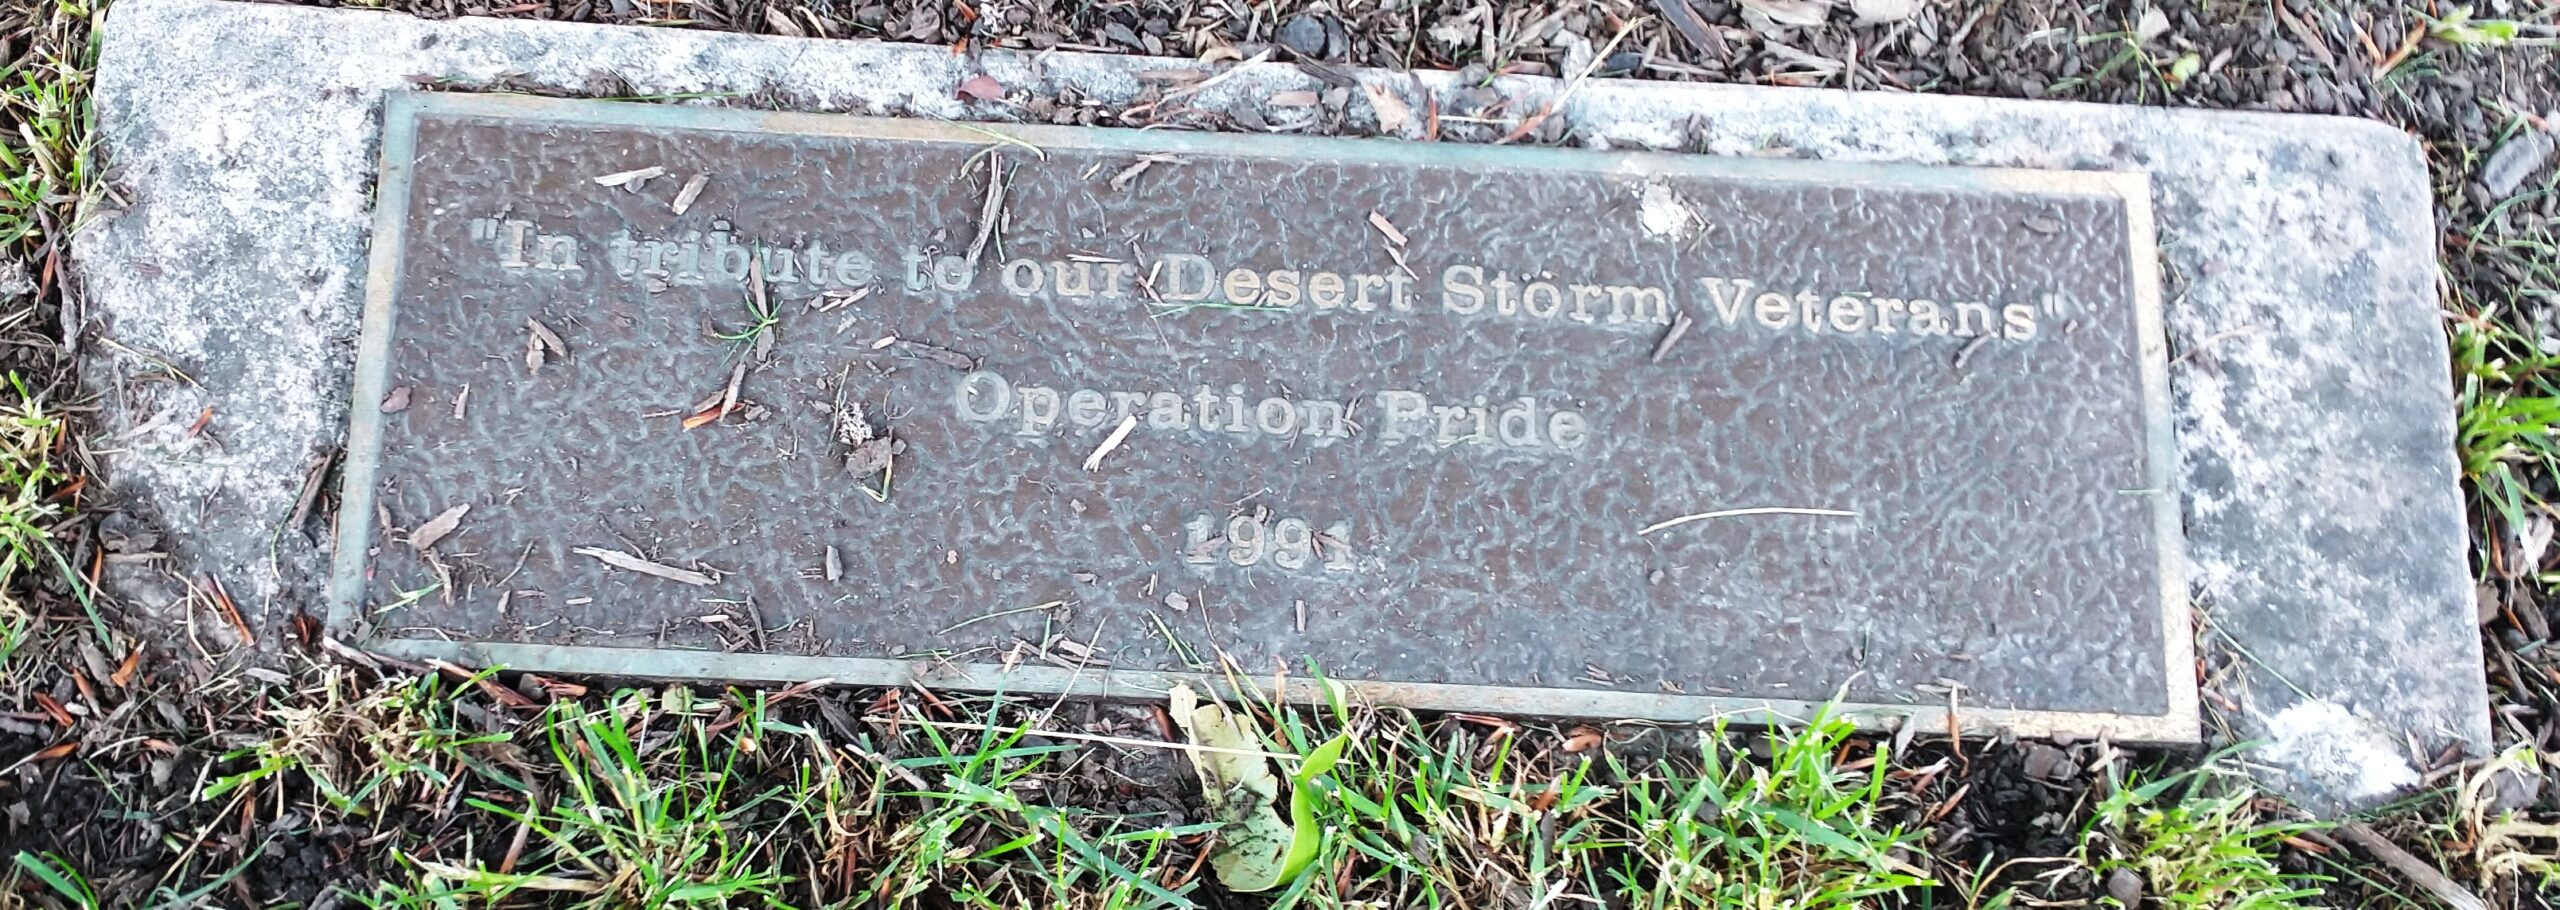 "In tribute to our Desert Storm Veterans"
Operation Pride
1991